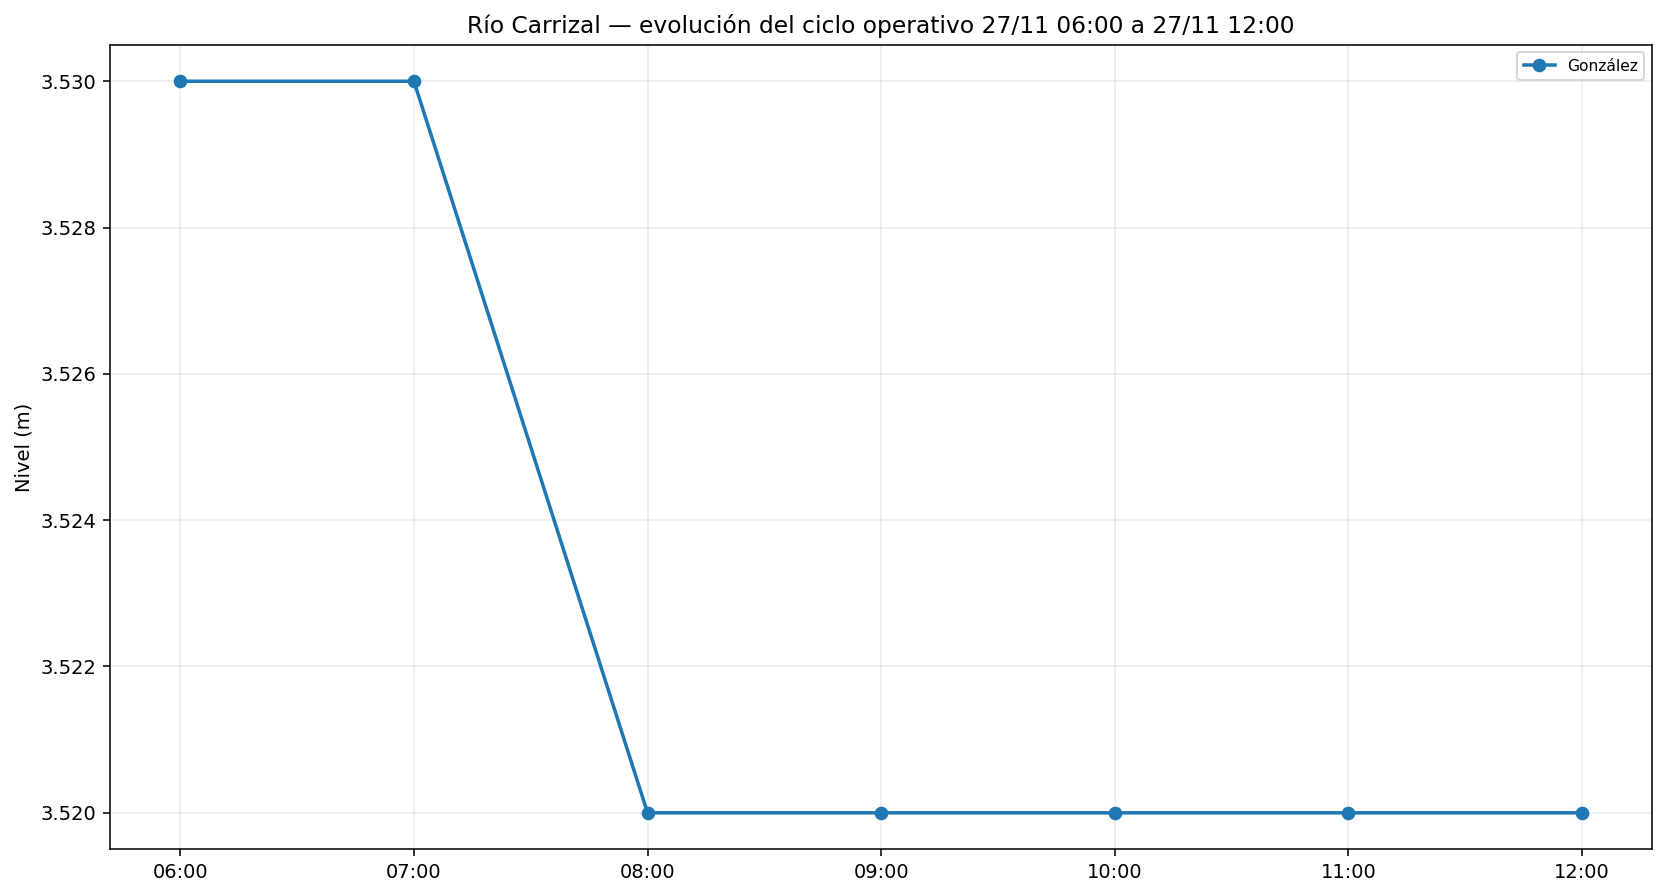 Río Carrizal — evolución del ciclo operativo 27/11 06:00 a 27/11 12:00
González
Nivel (m)
3.530
3.528
3.526
3.524
3.522
3.520
06:00 07:00 08:00 09:00 10:00 11:00 12:00